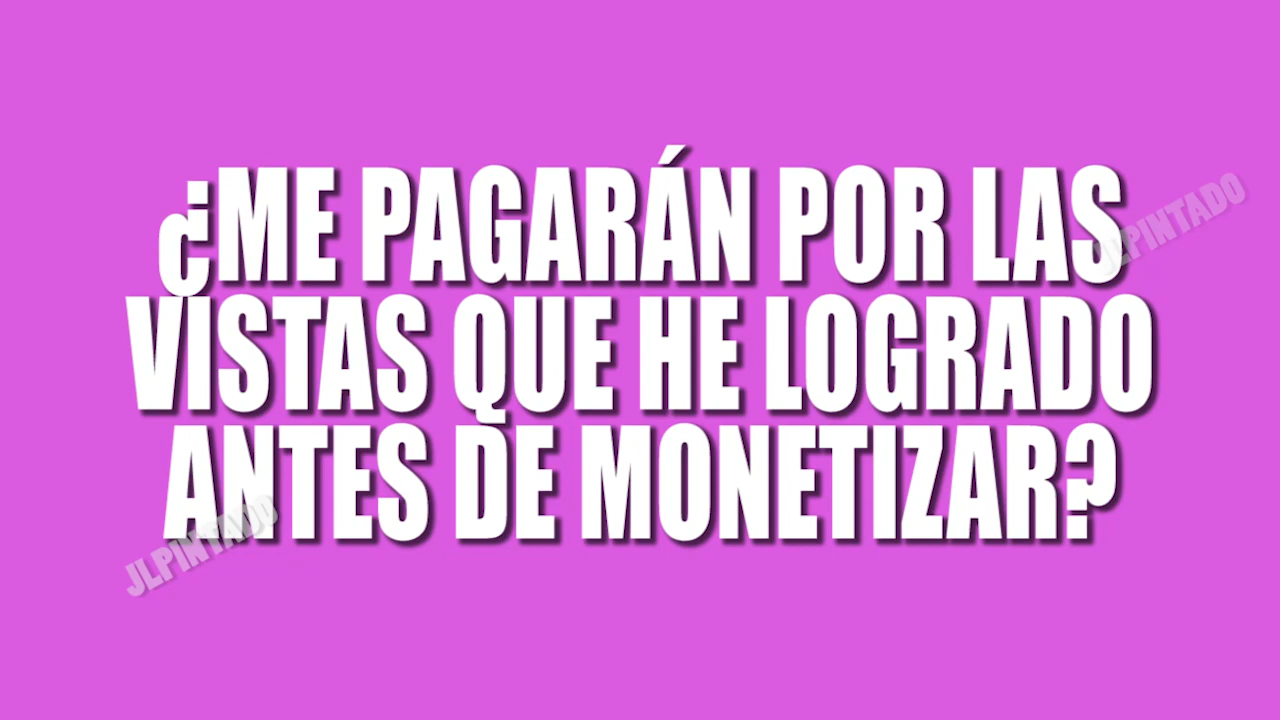 ¿ME PAGARÁN POR LAS
VISTAS QUE HE LOGRADO
ANTES DE MONETIZAR?
JLPINTADO
JLPINTADO